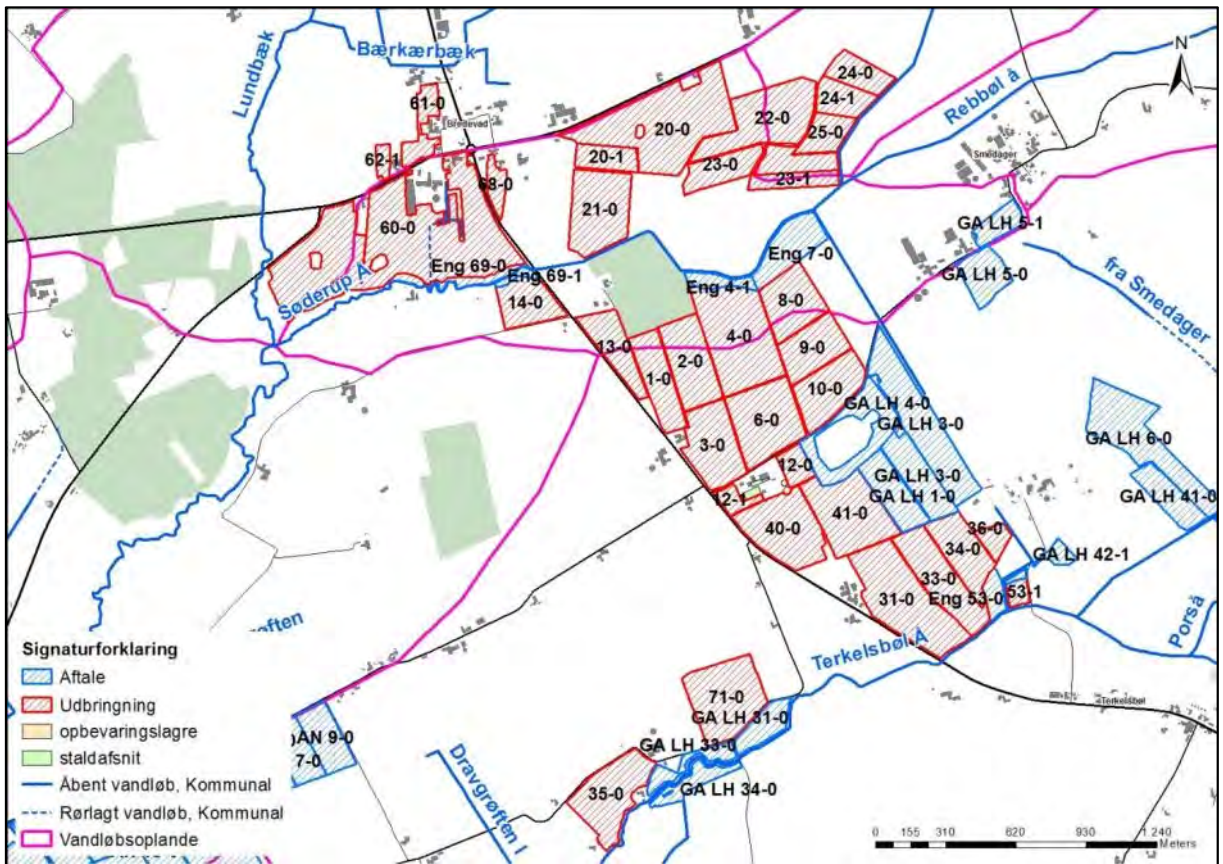 Lundbæk
Bærkærbæk
N
61-0
Bredevad
20-0
22-0
24-0
24-1
25-0
Rebbøl å
Smedager
62-1
68-0
20-1
23-0
23-1
21-0
60-0
GA LH 5-1
Eng 7-0
GA LH 5-0
fra Smedager
Eng 69-0
Eng 69-1
Eng 4-1
Søderup Å
14-0
8-0
13-0
4-0
9-0
1-0
2-0
10-0
GA LH 4-0
GA LH 3-0
3-0
6-0
GA LH 6-0
12-0
GA LH 3-0
12-1
GA LH 1-0
GA LH 41-0
41-0
40-0
36-0
34-0
GA LH 42-1
33-0
31-0
Eng 53-0
53-1
Porså
Terkelsbøl Å
Terkelsbøl
71-0
GA LH 31-0
GA LH 33-0
GA LH 34-0
35-0
Dravgrøften I
AN 9-0
7-0
Signaturforklaring
Aftale
Udbringning
opbevaringslagre
staldafsnit
Åbent vandløb, Kommunal
Rørlagt vandløb, Kommunal
Vandløbsoplande
0 155 310 620 930 1.240
Meters